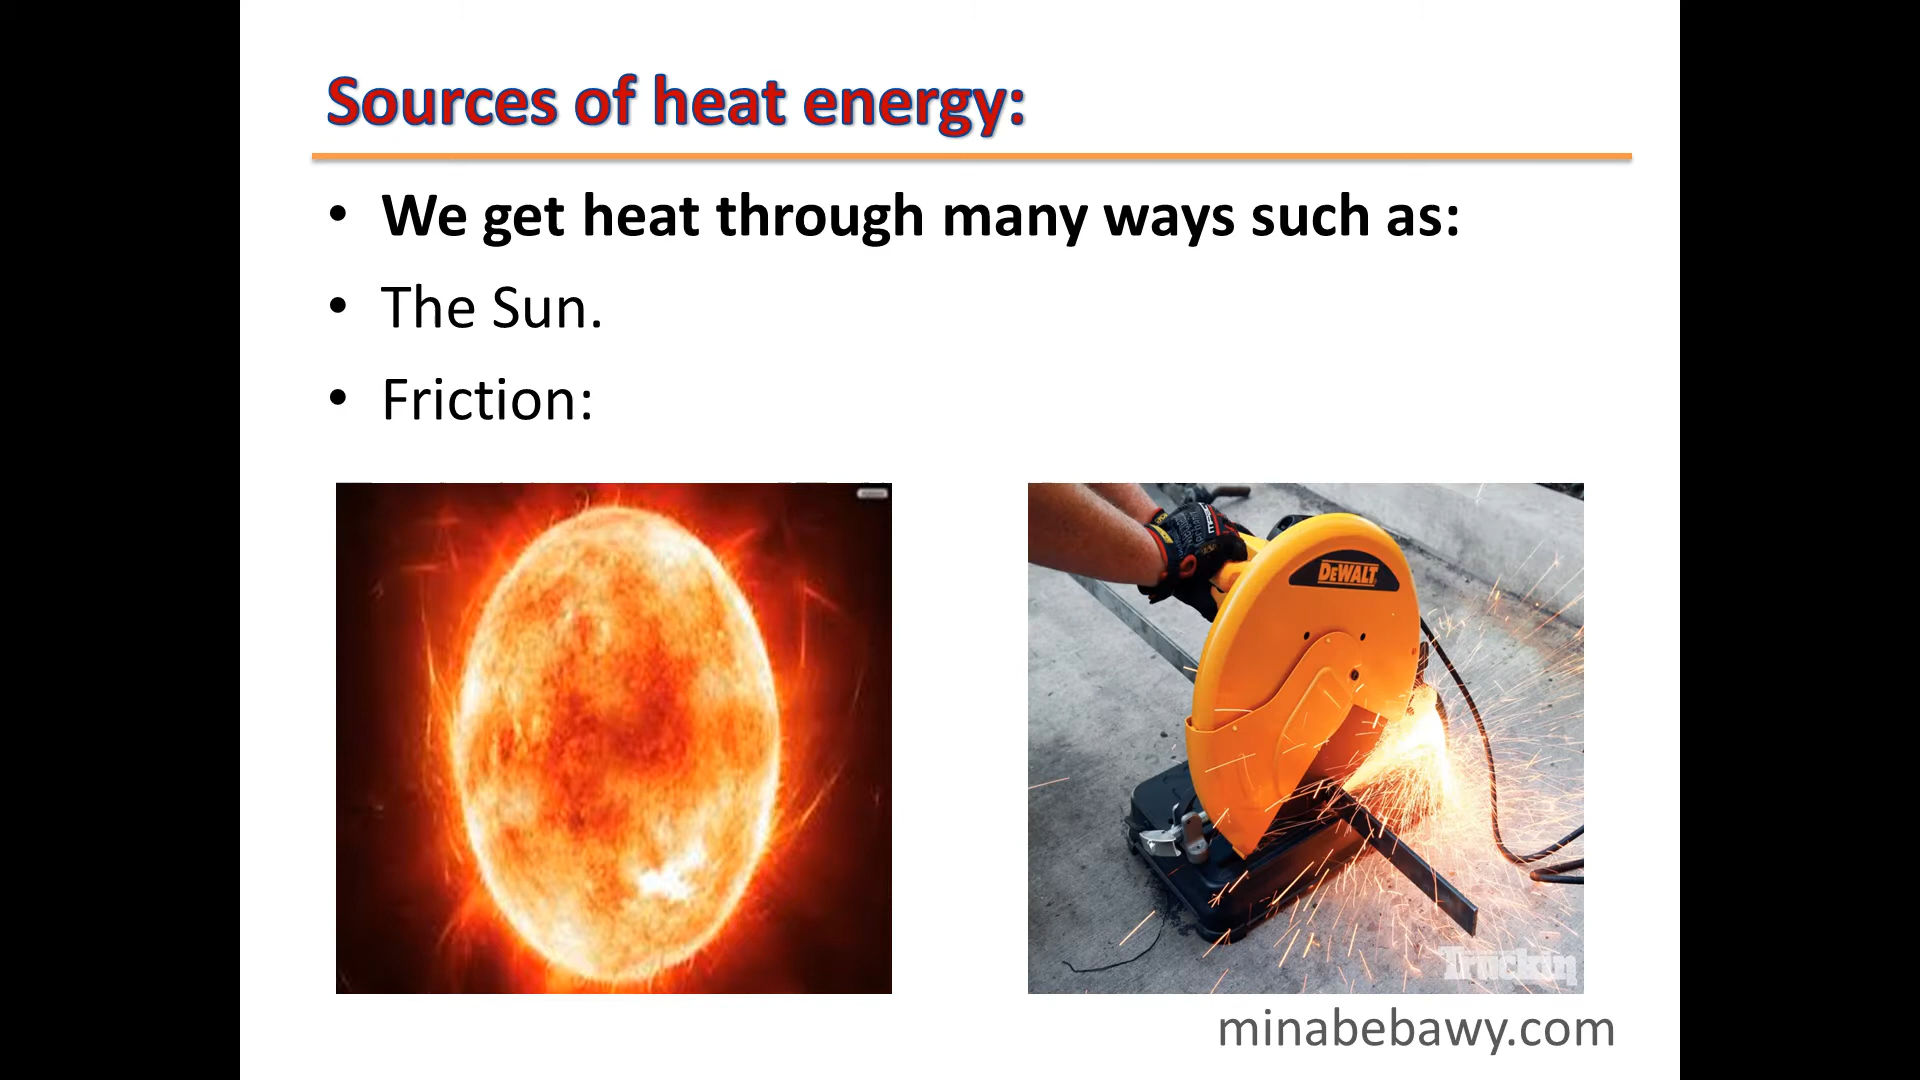 Sources of heat energy:
• We get heat through many ways such as:
• The Sun.
• Friction:
DEWALT
Truckin
minabebawy.com